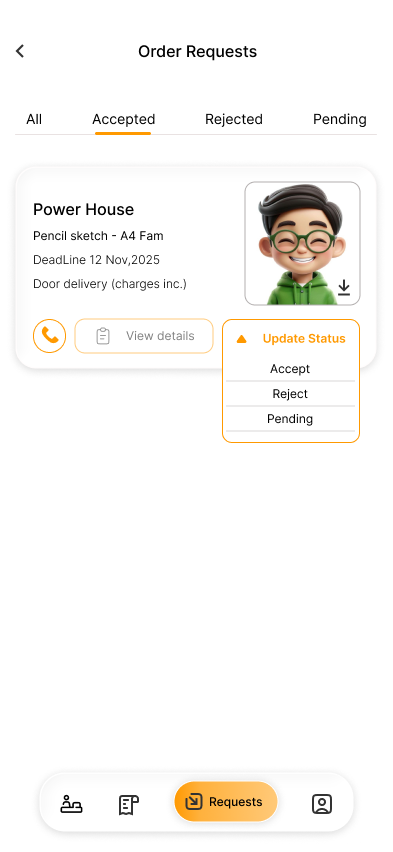 Order Requests
All Accepted Rejected Pending
Power House
Pencil sketch - A4 Fam
DeadLine 12 Nov,2025
Door delivery (charges inc.)
View details
Update Status
Accept
Reject
Pending
Requests